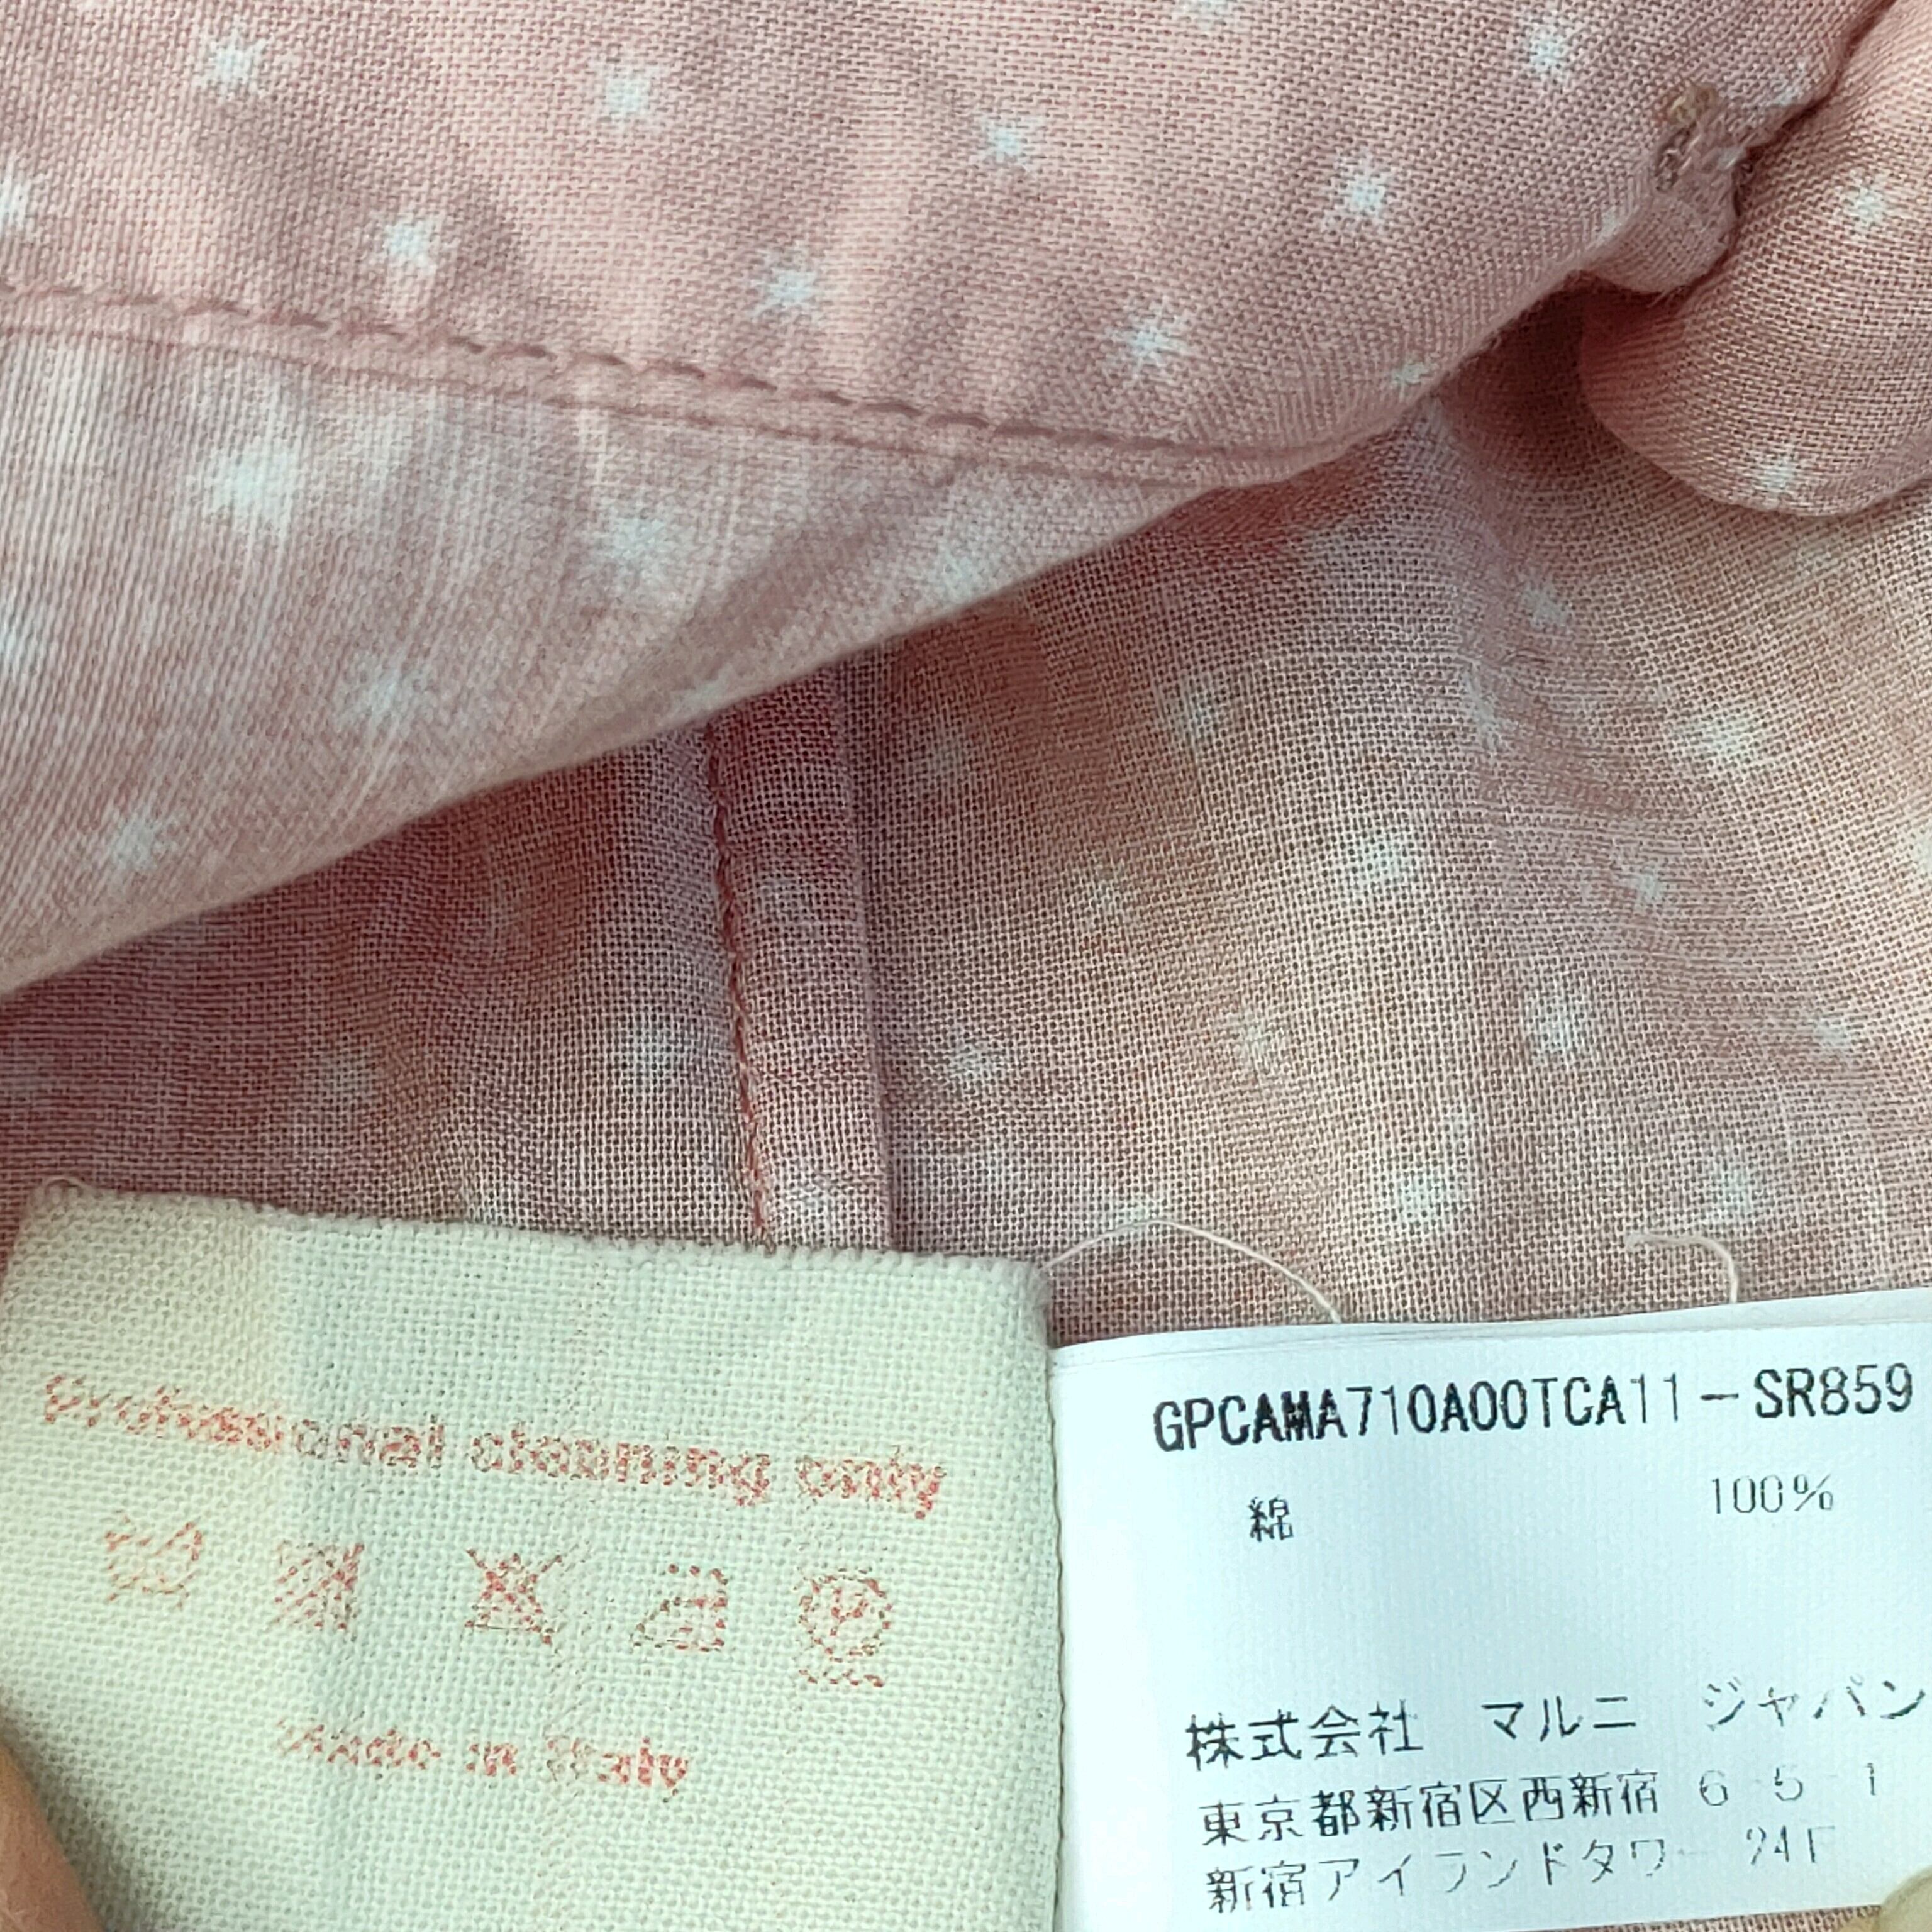 Professional cleaning only
Made in Italy
GPCAMA710A00TCA11-SR859
綿 100%
株式会社 マルニ ジャパン
東京都新宿区西新宿 6 5 1
新宿アイランドタワー 24F